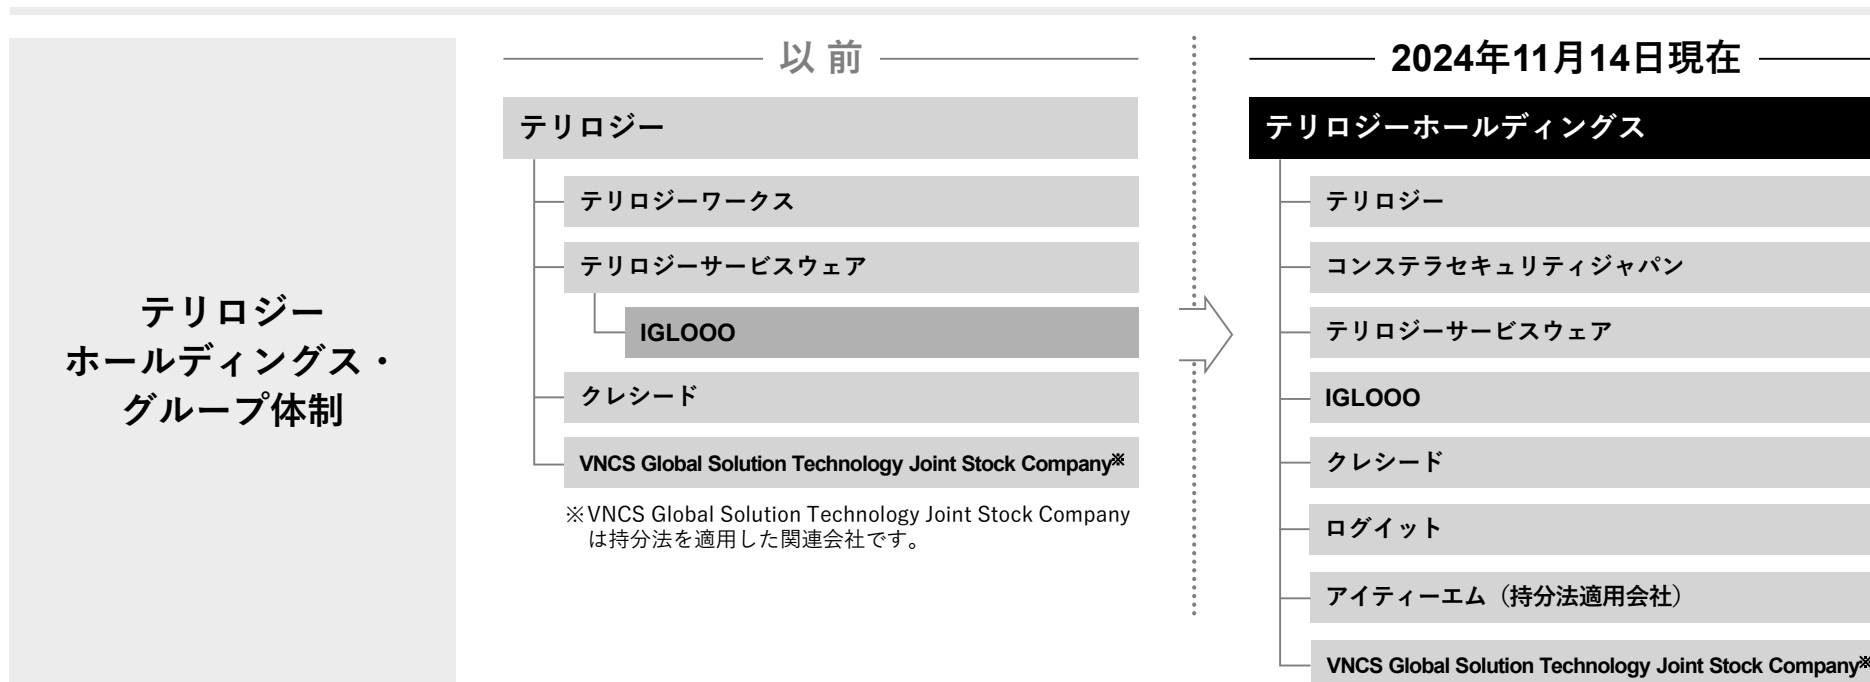 テリロジー
ホールディングス・
グループ体制
以前
テリロジー
テリロジーワークス
テリロジーサービスウェア
IGLOOO
クレシード
VNCS Global Solution Technology Joint Stock Company※
※VNCS Global Solution Technology Joint Stock Company
は持分法を適用した関連会社です。
2024年11月14日現在
テリロジーホールディングス
テリロジー
コンステラセキュリティジャパン
テリロジーサービスウェア
IGLOOO
クレシード
ログイット
アイティーエム（持分法適用会社）
VNCS Global Solution Technology Joint Stock Company※